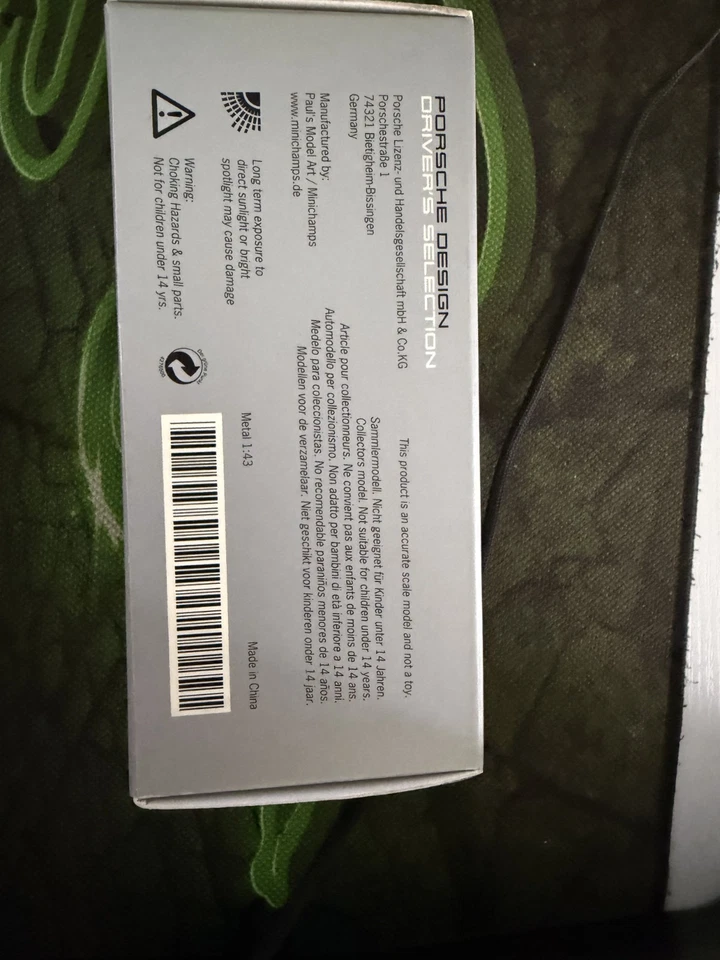 PORSCHE DESIGN
DRIVER'S SELECTION
Porsche Lizenz- und Handelsgesellschaft mbH & Co.KG
Porschestraße 1
74321 Bietigheim-Bissingen
Germany
Manufactured by:
Paul's Model Art / Minichamps
www.minichamps.de
Long term exposure to
direct sunlight or bright
spotlight may cause damage
Warning:
Choking Hazards & small parts.
Not for children under 14 yrs.
This product is an accurate scale model and not a toy.
Sammlermodell. Nicht geeignet für Kinder unter 14 Jahren.
Collectors model. Not suitable for children under 14 years.
Article pour collectionneurs. Ne convient pas aux enfants de moins de 14 ans.
Automodello per collezionismo. Non adatto per bambini di età inferiore a 14 anni.
Medelo para coleccionistas. No recomendable paraniños menores de 14 años.
Modellen voor de verzamelaar. Niet geschikt voor kinderen onder 14 jaar.
Metal 1:43
Made in China